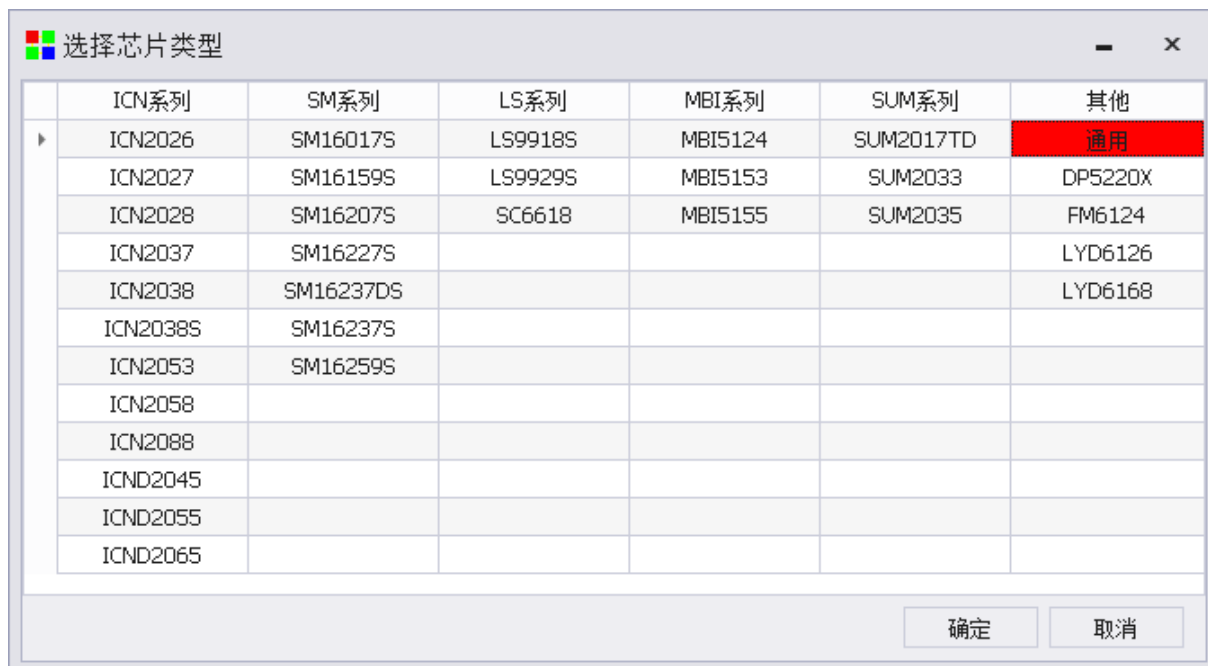 选择芯片类型
ICN系列 SM系列 LS系列 MBI系列 SUM系列 其他
ICN2026 SM16017S LS9918S MBI5124 SUM2017TD 通用
ICN2027 SM16159S LS9929S MBI5153 SUM2033 DP5220X
ICN2028 SM16207S SC6618 MBI5155 SUM2035 FM6124
ICN2037 SM16227S LYD6126
ICN2038 SM16237DS LYD6168
ICN2038S SM16237S
ICN2053 SM16259S
ICN2058
ICN2088
ICND2045
ICND2055
ICND2065
确定 取消